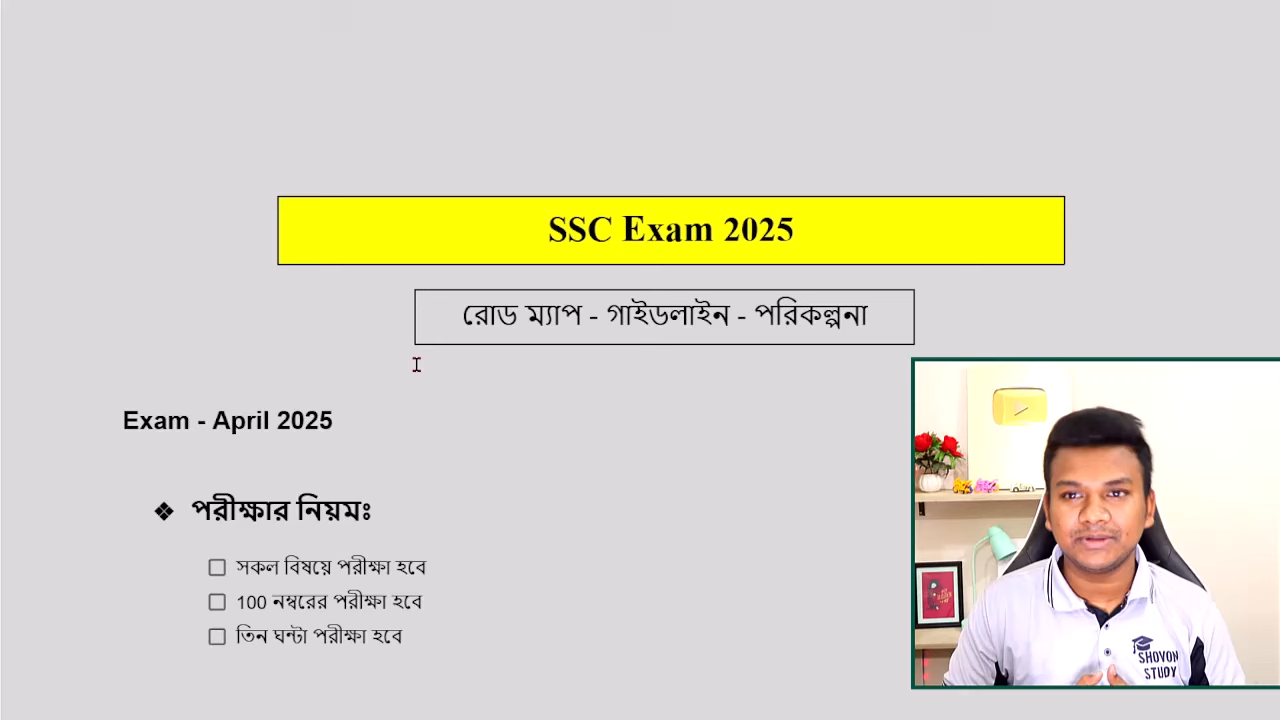 SSC Exam 2025
রোড ম্যাপ - গাইডলাইন - পরিকল্পনা
Exam - April 2025
❖ পরীক্ষার নিয়মঃ
☐ সকল বিষয়ে পরীক্ষা হবে
☐ 100 নম্বরের পরীক্ষা হবে
☐ তিন ঘন্টা পরীক্ষা হবে
SHOVON
STUDY